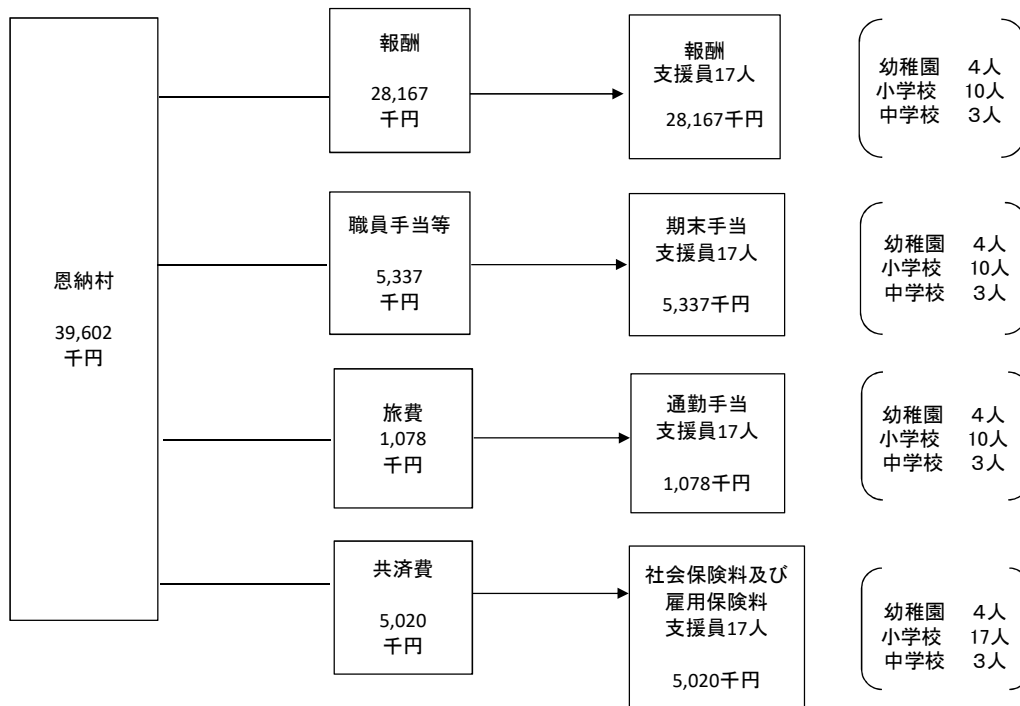 恩納村
39,602
千円
報酬
28,167
千円
報酬
支援員17人
28,167千円
幼稚園 4人
小学校 10人
中学校 3人
職員手当等
5,337
千円
期末手当
支援員17人
5,337千円
幼稚園 4人
小学校 10人
中学校 3人
旅費
1,078
千円
通勤手当
支援員17人
1,078千円
幼稚園 4人
小学校 10人
中学校 3人
共済費
5,020
千円
社会保険料及び
雇用保険料
支援員17人
5,020千円
幼稚園 4人
小学校 17人
中学校 3人